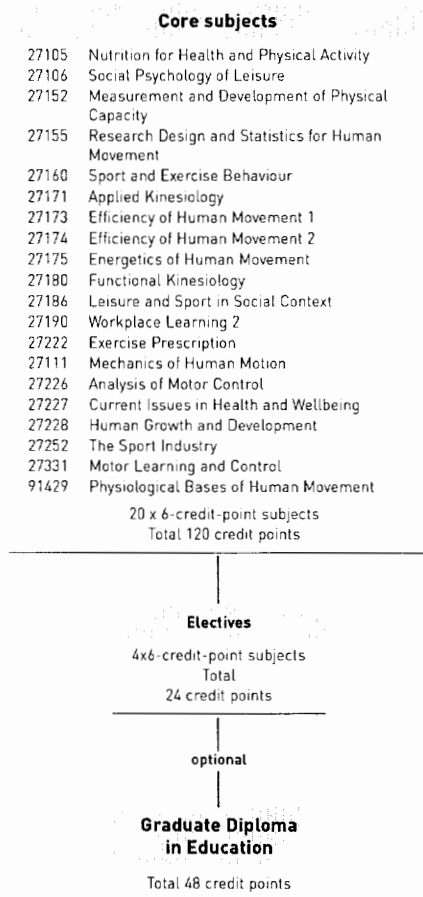 Core subjects
27105 Nutrition for Health and Physical Activity
27106 Social Psychology of Leisure
27152 Measurement and Development of Physical
Capacity
27155 Research Design and Statistics for Human
Movement
27160 Sport and Exercise Behaviour
27171 Applied Kinesiology
27173 Efficiency of Human Movement 1
27174 Efficiency of Human Movement 2
27175 Energetics of Human Movement
27180 Functional Kinesiology
27186 Leisure and Sport in Social Context
27190 Workplace Learning 2
27222 Exercise Prescription
27111 Mechanics of Human Motion
27226 Analysis of Motor Control
27227 Current Issues in Health and Wellbeing
27228 Human Growth and Development
27252 The Sport Industry
27331 Motor Learning and Control
91429 Physiological Bases of Human Movement
20 x 6-credit-point subjects
Total 120 credit points
Electives
4x6-credit-point subjects
Total
24 credit points
optional
Graduate Diploma
in Education
Total 48 credit points